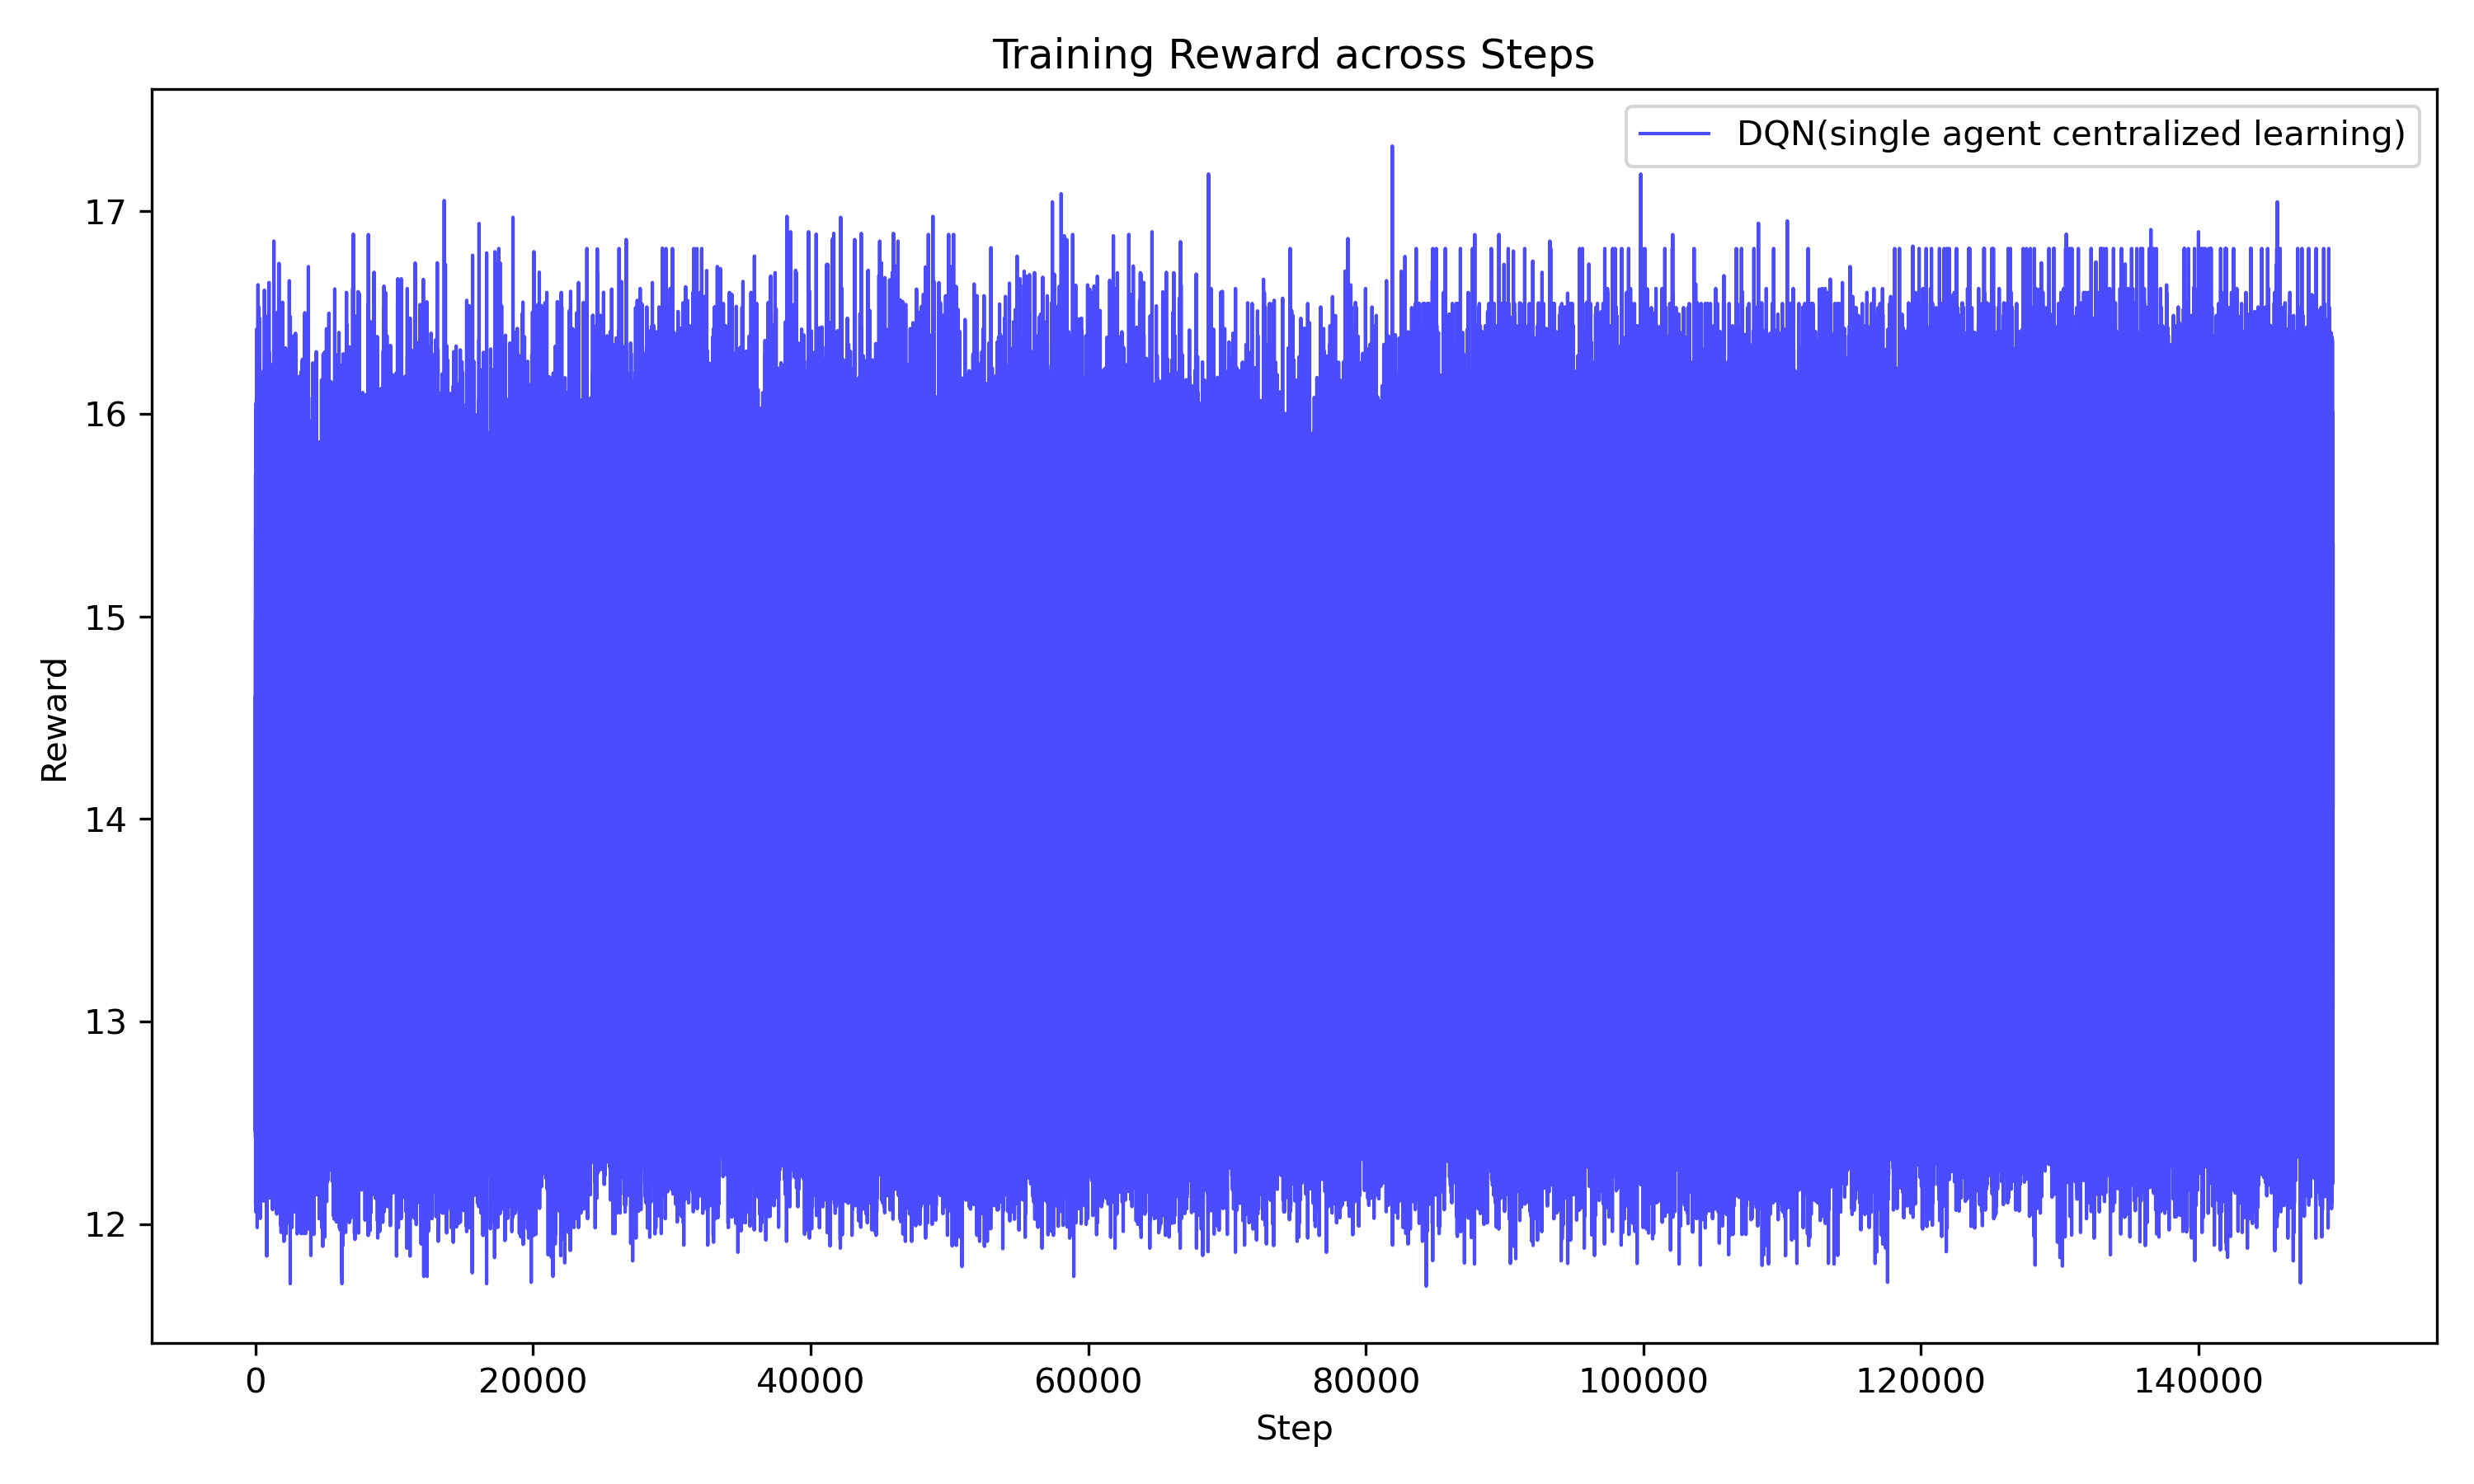 Training Reward across Steps
DQN(single agent centralized learning)
17
16
15
14
13
12
Reward
0 20000 40000 60000 80000 100000 120000 140000
Step